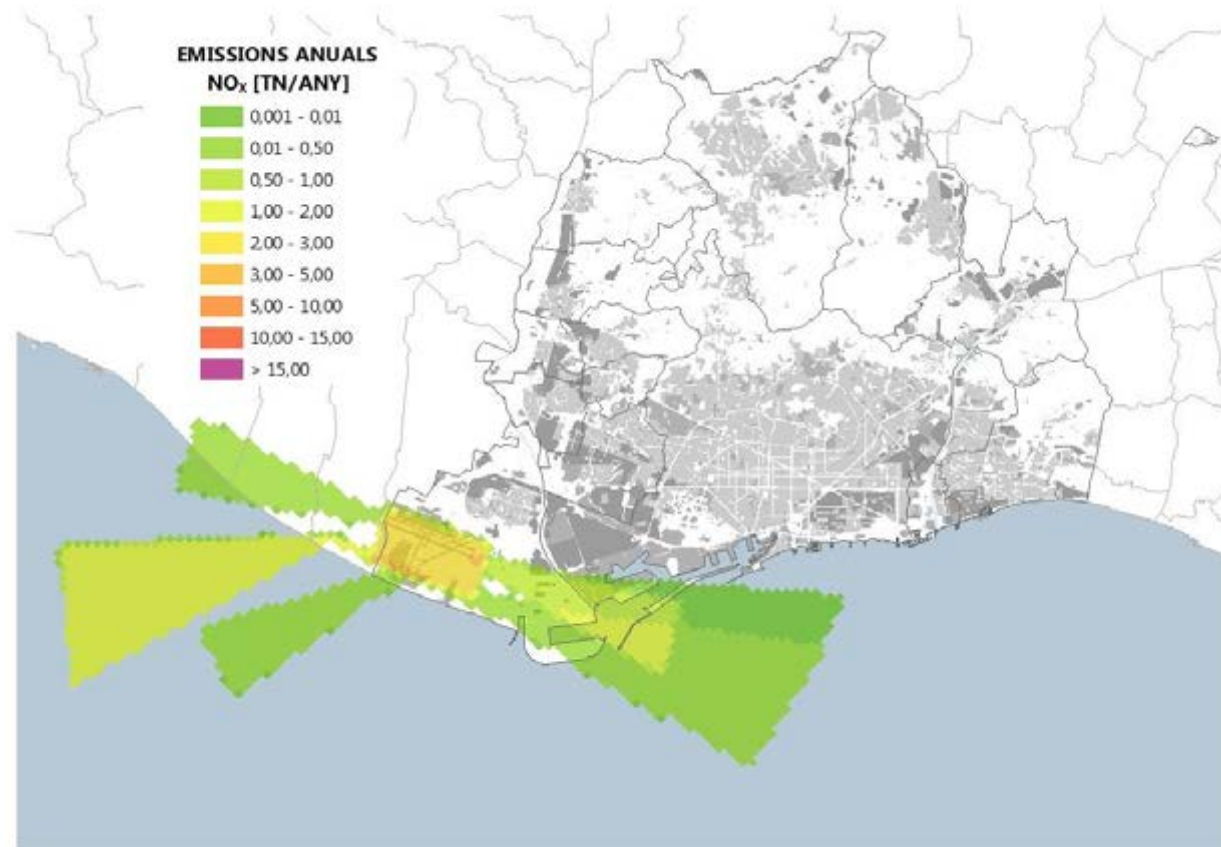 EMISSIONS ANUALS
NOₓ [TN/ANY]
0,001 - 0,01
0,01 - 0,50
0,50 - 1,00
1,00 - 2,00
2,00 - 3,00
3,00 - 5,00
5,00 - 10,00
10,00 - 15,00
> 15,00